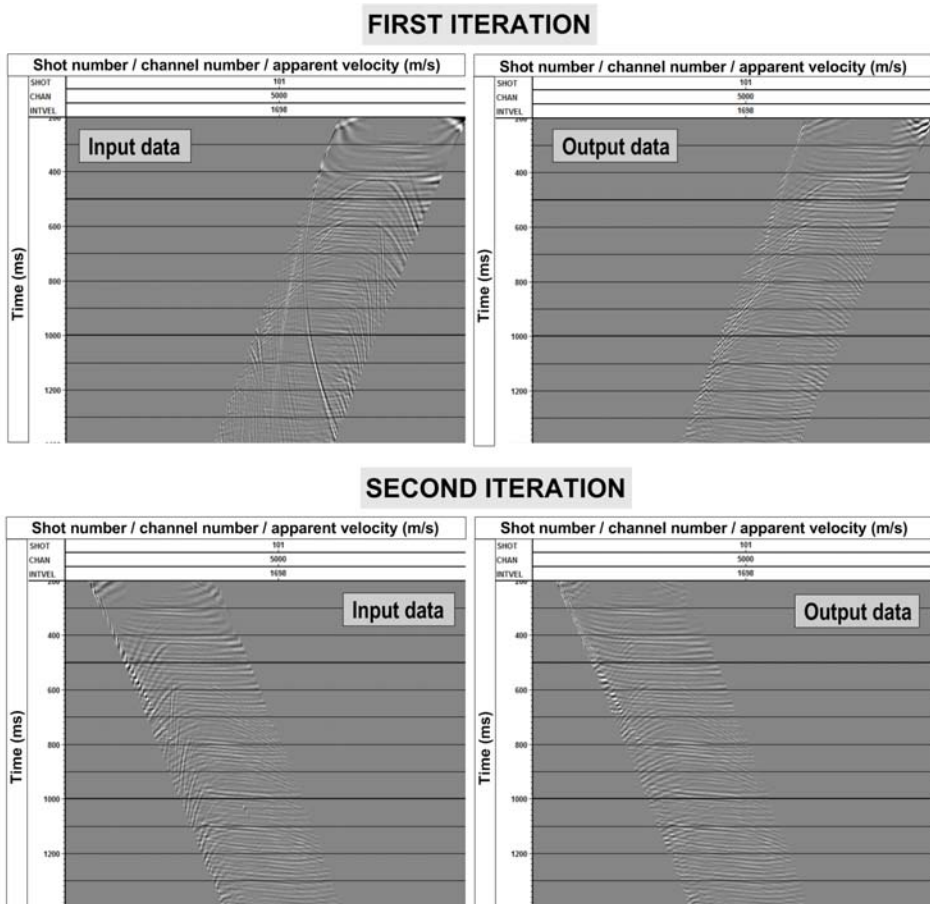 FIRST ITERATION
Shot number / channel number / apparent velocity (m/s)
SHOT 101
CHAN 5000
INTVEL 1698
Input data
200
400
600
800
1000
1200
Time (ms)
Shot number / channel number / apparent velocity (m/s)
SHOT 101
CHAN 5000
INTVEL 1698
Output data
200
400
600
800
1000
1200
Time (ms)
SECOND ITERATION
Shot number / channel number / apparent velocity (m/s)
SHOT 101
CHAN 5000
INTVEL 1698
Input data
200
400
600
800
1000
1200
Time (ms)
Shot number / channel number / apparent velocity (m/s)
SHOT 101
CHAN 5000
INTVEL 1698
Output data
200
400
600
800
1000
1200
Time (ms)